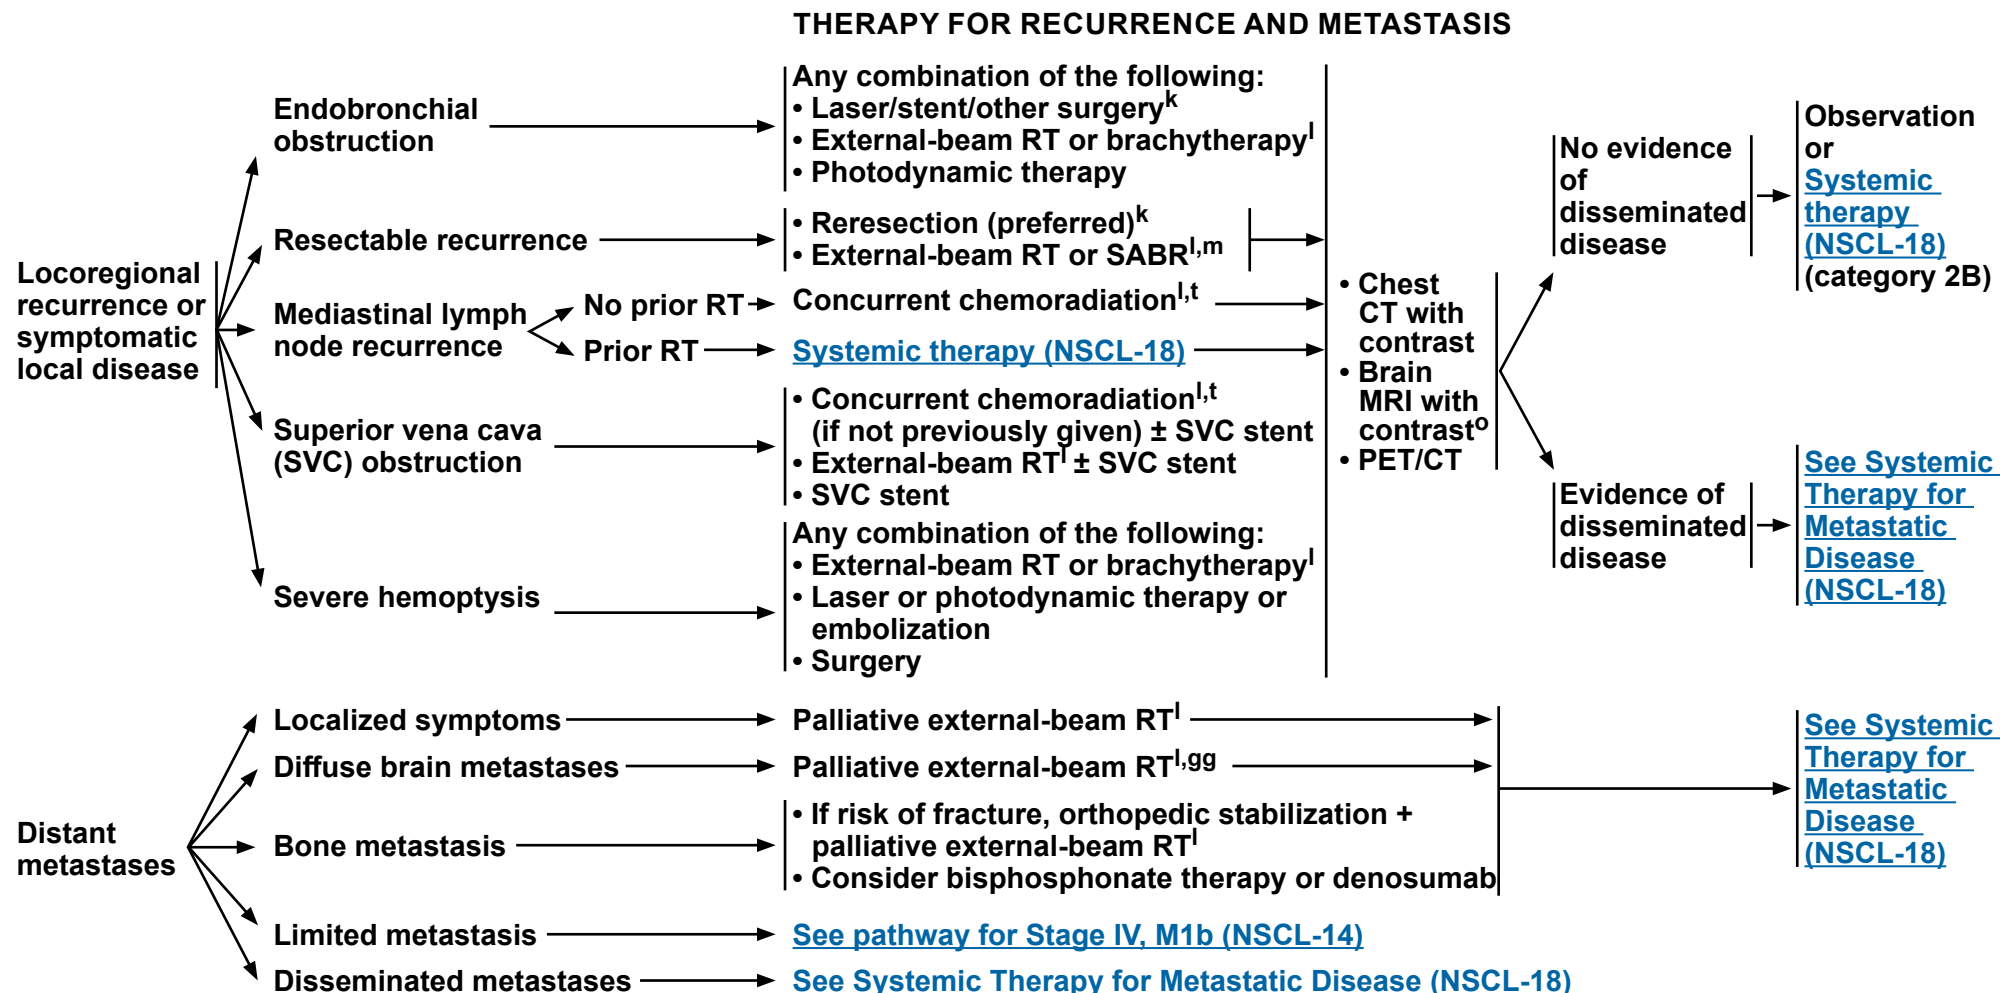 THERAPY FOR RECURRENCE AND METASTASIS
Locoregional
recurrence or
symptomatic
local disease
Endobronchial
obstruction
Any combination of the following:
• Laser/stent/other surgeryk
• External-beam RT or brachytherapyl
• Photodynamic therapy
Resectable recurrence
• Reresection (preferred)k
• External-beam RT or SABRl,m
Mediastinal lymph
node recurrence
No prior RT
Concurrent chemoradiationl,t
Prior RT
Systemic therapy (NSCL-18)
Superior vena cava
(SVC) obstruction
• Concurrent chemoradiationl,t
(if not previously given) ± SVC stent
• External-beam RTl ± SVC stent
• SVC stent
Severe hemoptysis
Any combination of the following:
• External-beam RT or brachytherapyl
• Laser or photodynamic therapy or
embolization
• Surgery
• Chest
CT with
contrast
• Brain
MRI with
contrasto
• PET/CT
No evidence
of
disseminated
disease
Observation
or
Systemic
therapy
(NSCL-18)
(category 2B)
Evidence of
disseminated
disease
See Systemic
Therapy for
Metastatic
Disease
(NSCL-18)
Distant
metastases
Localized symptoms
Palliative external-beam RTl
Diffuse brain metastases
Palliative external-beam RTl,gg
Bone metastasis
• If risk of fracture, orthopedic stabilization +
palliative external-beam RTl
• Consider bisphosphonate therapy or denosumab
See Systemic
Therapy for
Metastatic
Disease
(NSCL-18)
Limited metastasis
See pathway for Stage IV, M1b (NSCL-14)
Disseminated metastases
See Systemic Therapy for Metastatic Disease (NSCL-18)